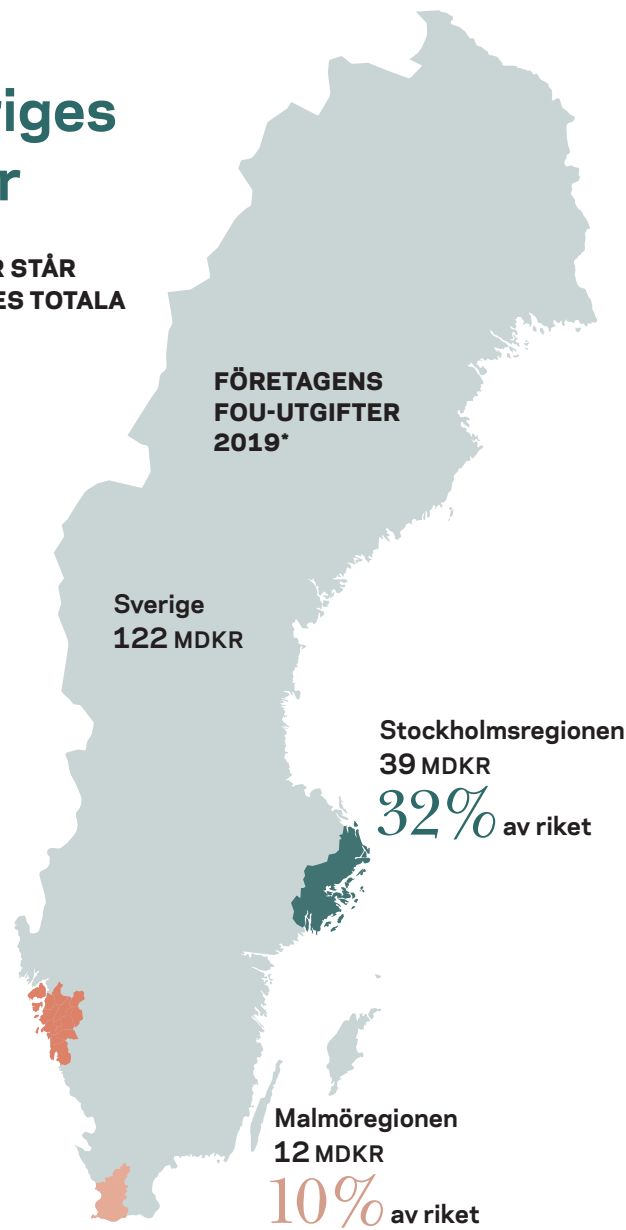 riges
r
R STÅR
ES TOTALA
FÖRETAGENS
FOU-UTGIFTER
2019*
Sverige
122 MDKR
Stockholmsregionen
39 MDKR
32% av riket
Malmöregionen
12 MDKR
10% av riket